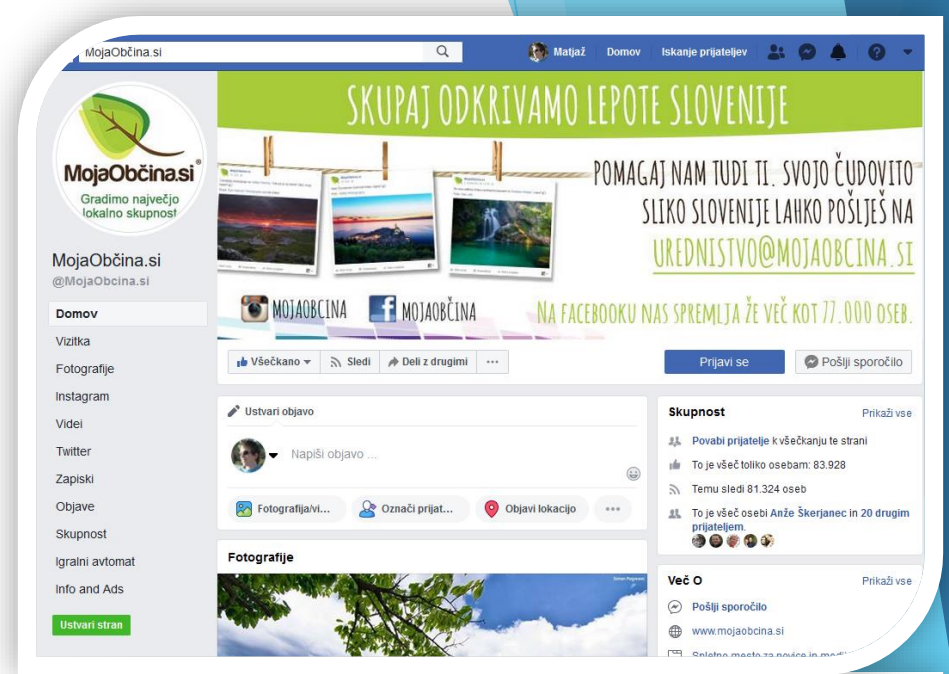 MojaObčina.si
Matjaž
Domov
Iskanje prijateljev
MojaObčina.si®
Gradimo največjo
lokalno skupnost
SKUPAJ ODKRIVAMO LEPOTE SLOVENIJE
POMAGAJ NAM TUDI TI. SVOJO ČUDOVITO
SLIKO SLOVENIJE LAHKO POŠLJEŠ NA
UREDNISTVO@MOJAOBCINA.SI
MOJAOBCINA
MOJAOBČINA
NA FACEBOOKU NAS SPREMLJA ŽE VEČ KOT 77.000 OSEB.
MojaObčina.si
@MojaObcina.si
Domov
Vizitka
Fotografije
Instagram
Videi
Twitter
Zapiski
Objave
Skupnost
Igralni avtomat
Info and Ads
Ustvari stran
Všečkano
Sledi
Deli z drugimi
Prijavi se
Pošlji sporočilo
Ustvari objavo
Napiši objavo ...
Fotografija/vi...
Označi prijat...
Objavi lokacijo
Fotografije
Skupnost
Prikaži vse
Povabi prijatelje k všečkanju te strani
To je všeč toliko osebam: 83.928
Temu sledi 81.324 oseb
To je všeč osebi Anže Škerjanec in 20 drugim
prijateljem.
Več O
Prikaži vse
Pošlji sporočilo
www.mojaobcina.si
Spletno mesto za novice in